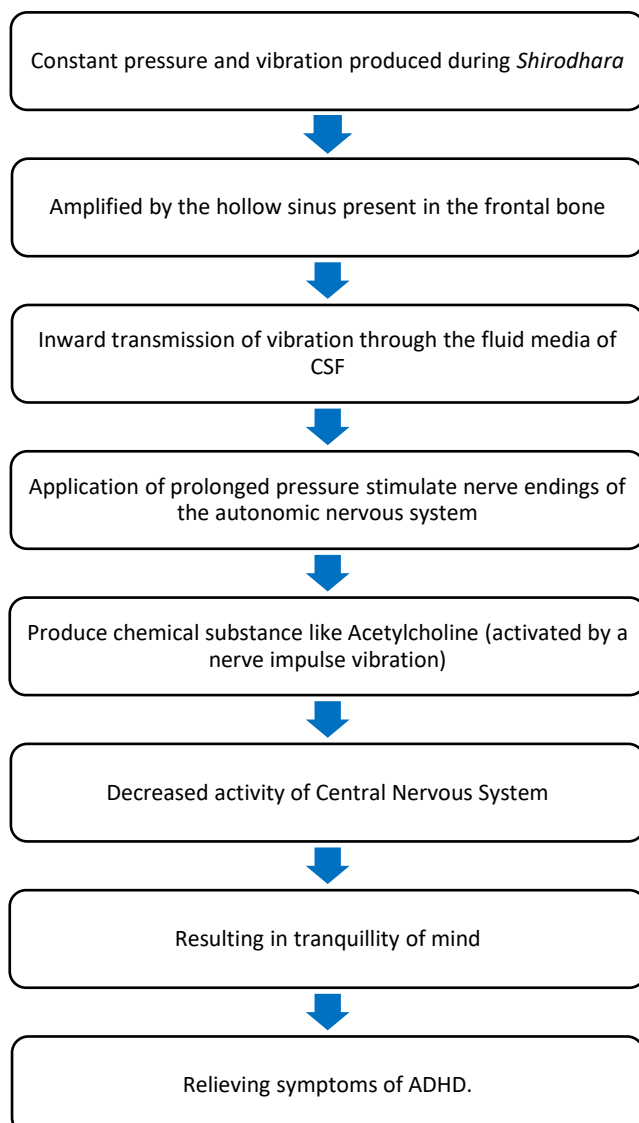 Constant pressure and vibration produced during Shirodhara
Amplified by the hollow sinus present in the frontal bone
Inward transmission of vibration through the fluid media of
CSF
Application of prolonged pressure stimulate nerve endings of
the autonomic nervous system
Produce chemical substance like Acetylcholine (activated by a
nerve impulse vibration)
Decreased activity of Central Nervous System
Resulting in tranquillity of mind
Relieving symptoms of ADHD.